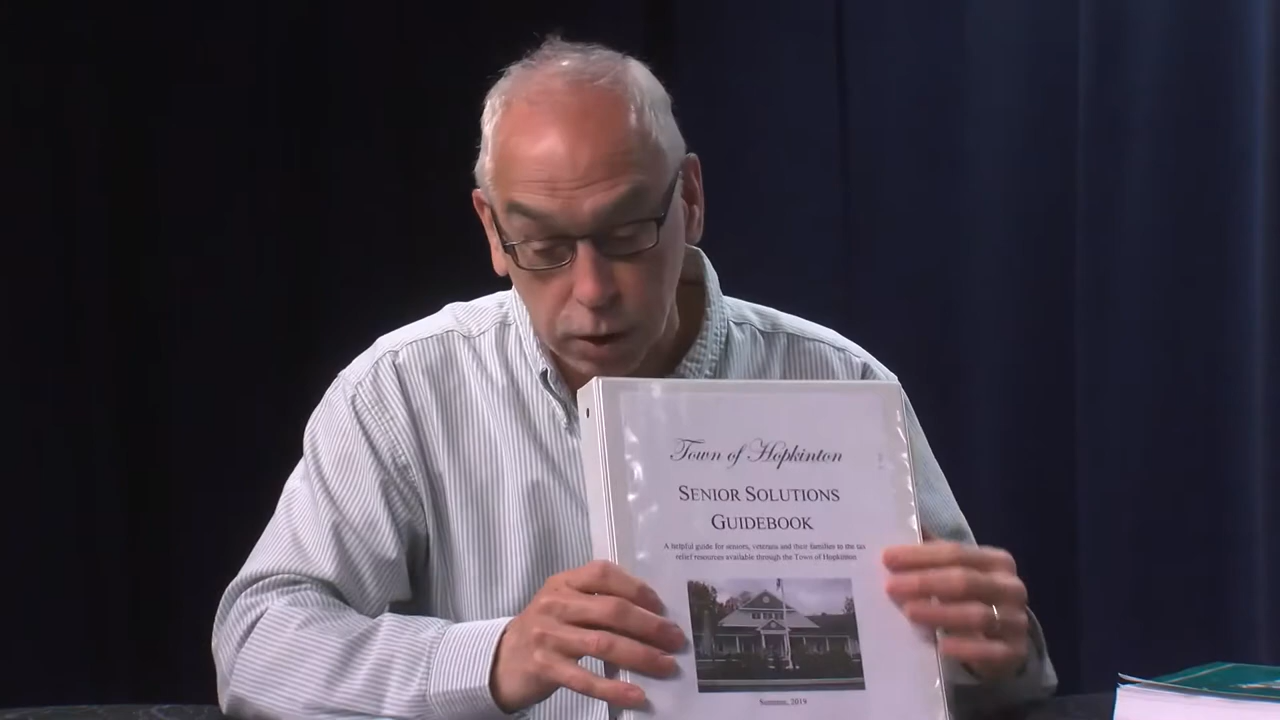 Town of Hopkinton
SENIOR SOLUTIONS
GUIDEBOOK
A helpful guide for seniors, veterans and their families to the tax
relief resources available through the Town of Hopkinton
Summer, 2019